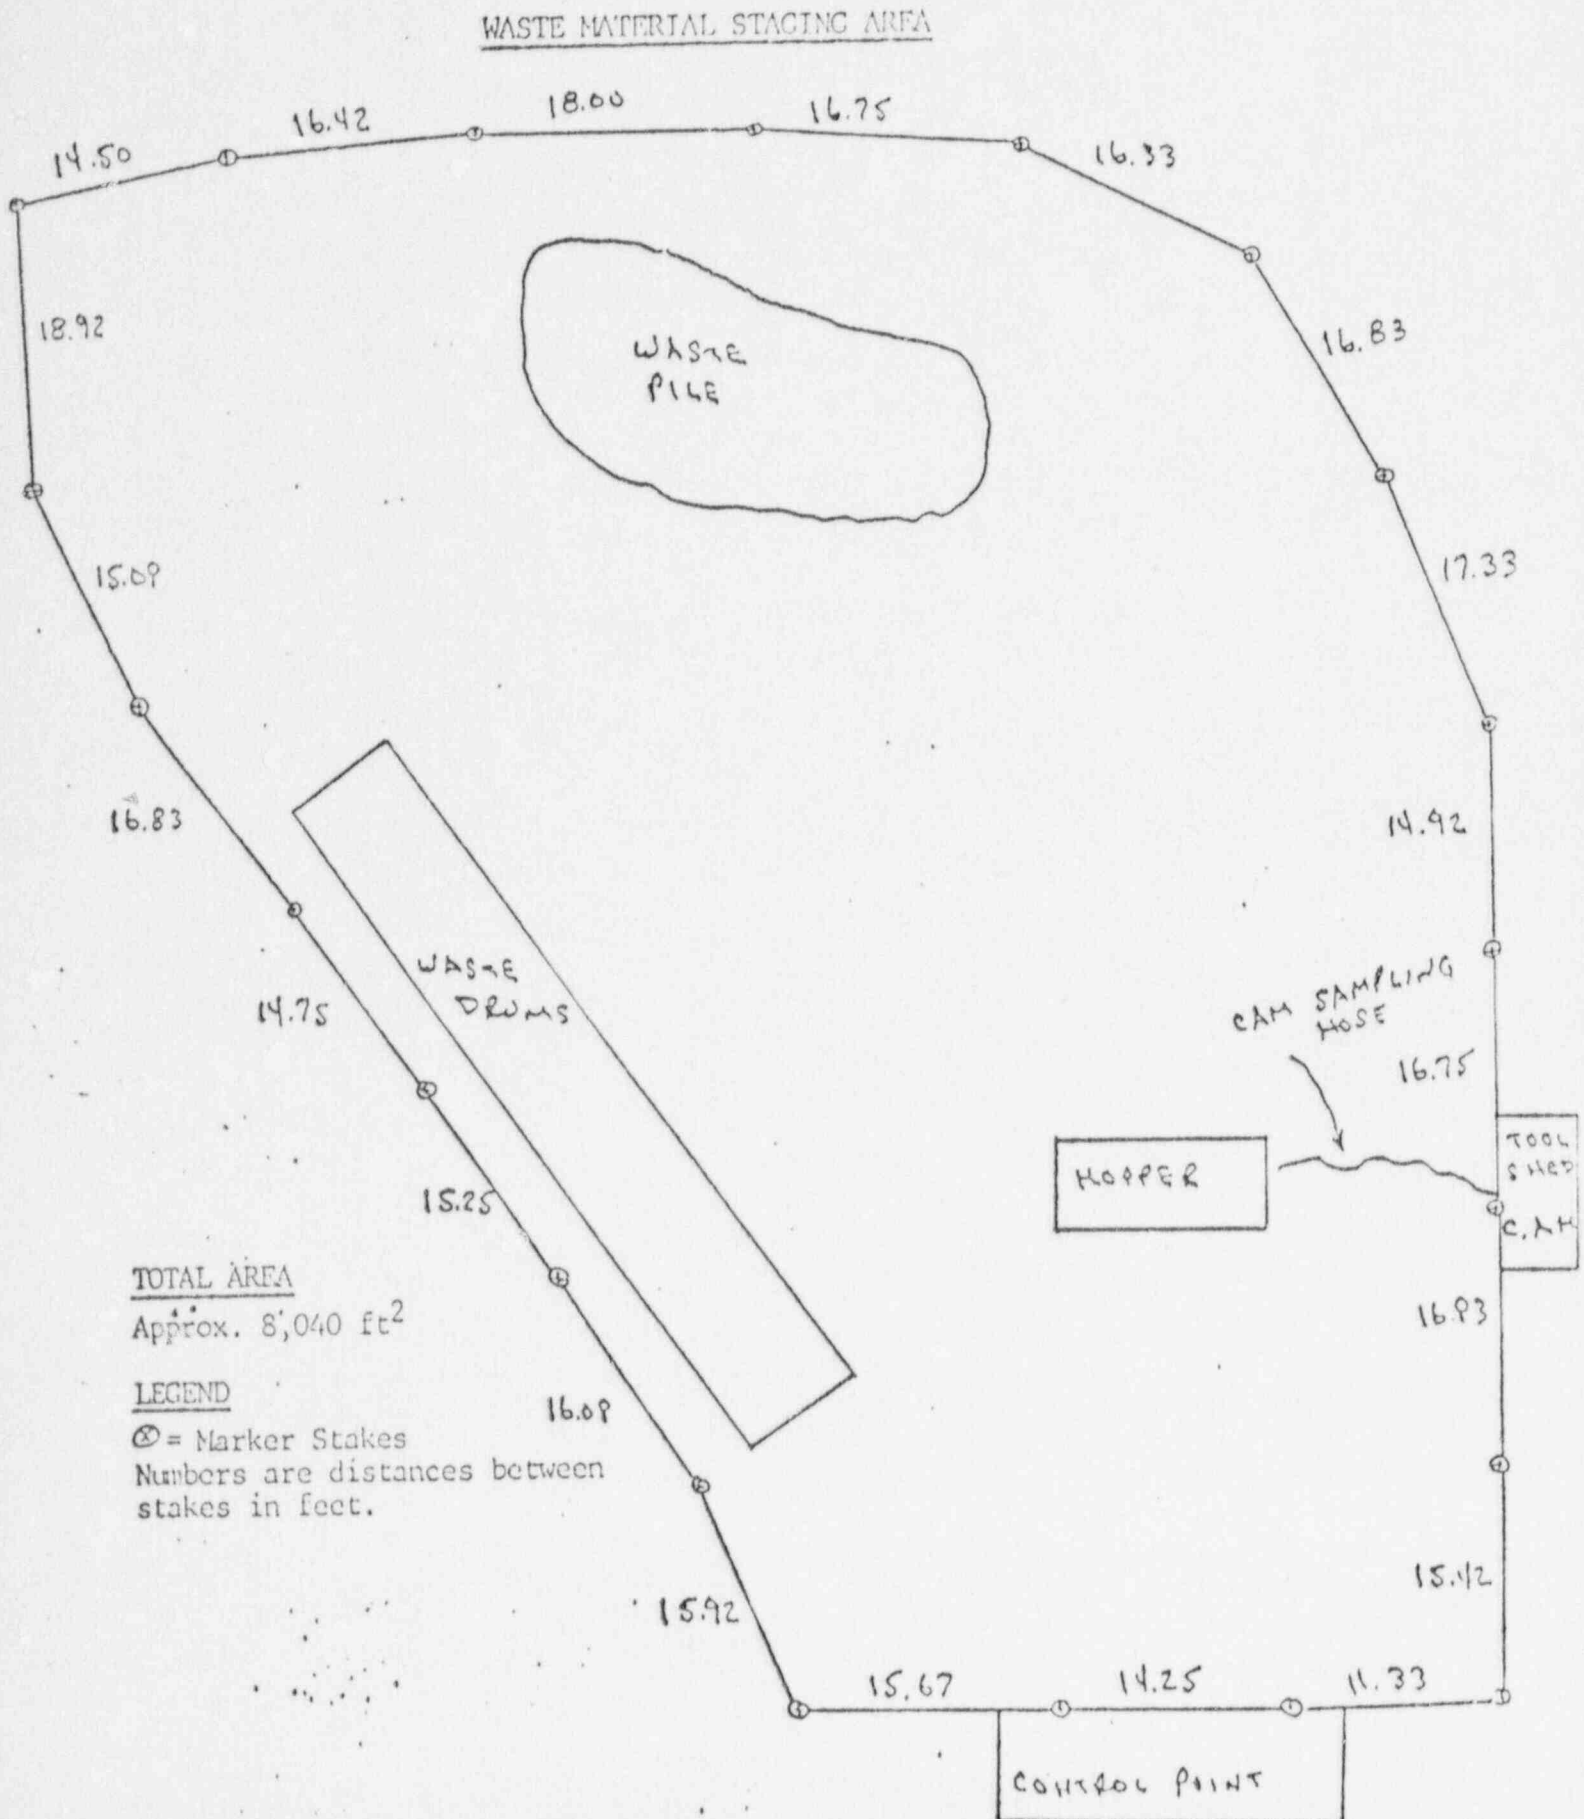 WASTE MATERIAL STAGING AREA
14.50
16.42
18.00
16.75
16.33
18.92
WASTE
PILE
16.83
15.09
17.33
16.83
14.92
WASTE
DRUMS
14.75
CAM SAMPLING
HOSE
16.75
TOOL
SHED
C.A.M
HOPPER
15.25
TOTAL AREA
Approx. 8,040 ft²
16.83
LEGEND
⊗ = Marker Stakes
Numbers are distances between
stakes in feet.
16.08
15.42
15.92
15.67
14.25
11.33
CONTROL POINT